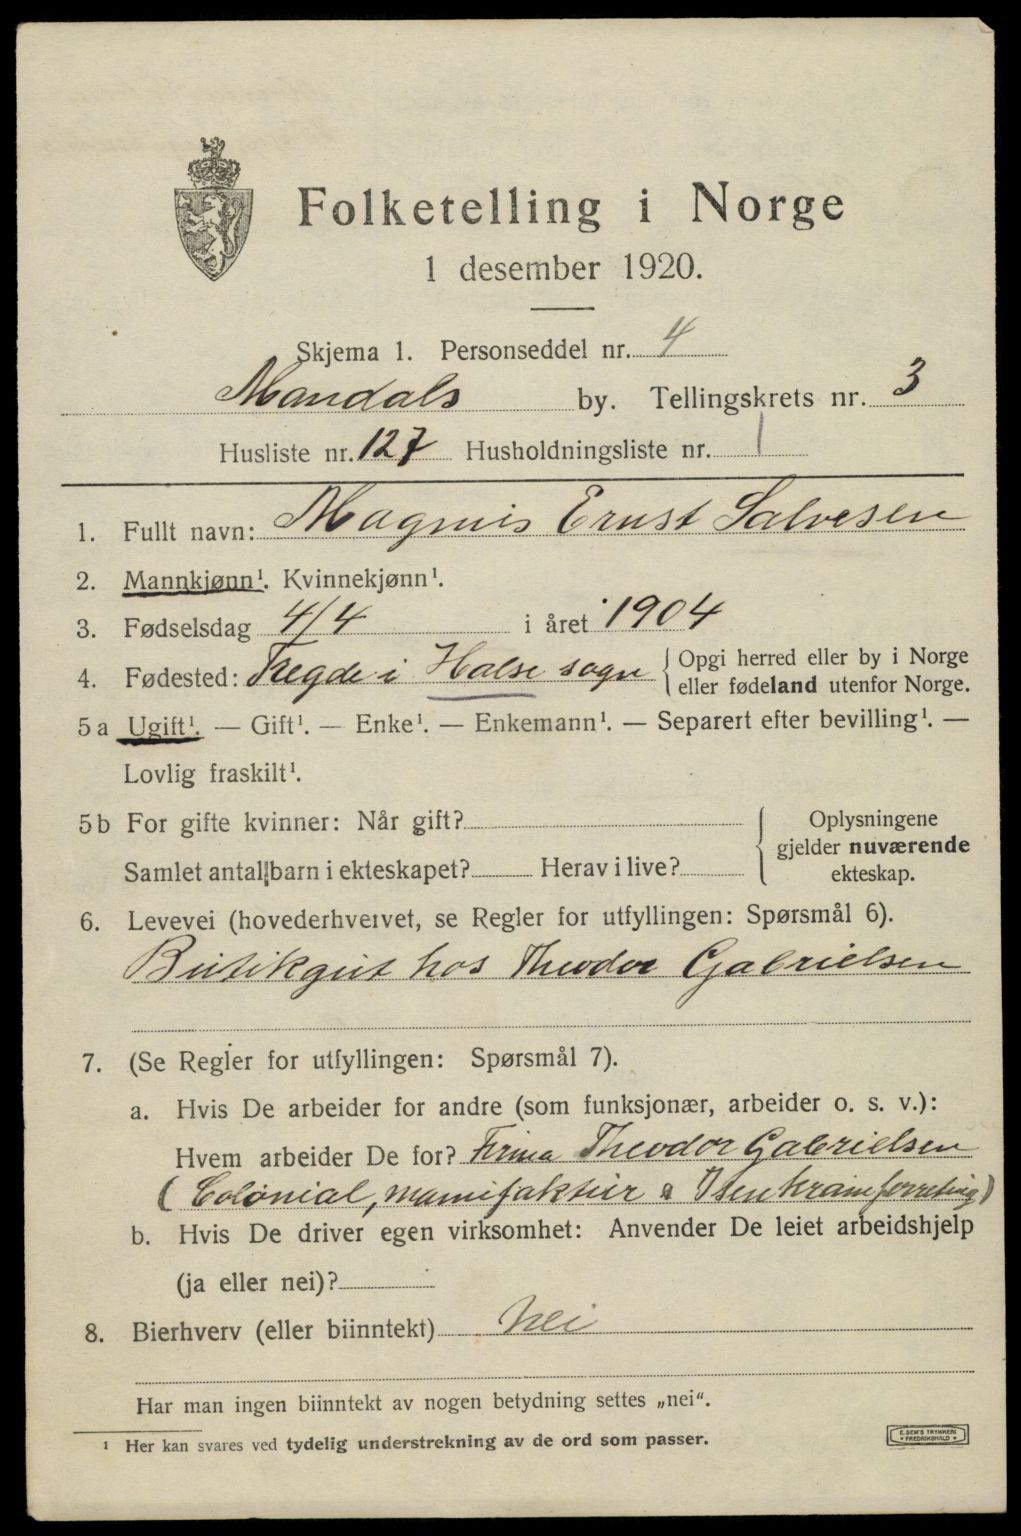 Folketelling i Norge
1 desember 1920.
Skjema 1. Personseddel nr. 4
Mandals by. Tellingskrets nr. 3
Husliste nr. 127 Husholdningsliste nr. 1
1. Fullt navn: Magnus Ernst Salvesen
2. Mannkjønn¹. Kvinnekjønn¹.
3. Fødselsdag 4/4 i året 1904
4. Fødested: Tregde i Halse sogn { Opgi herred eller by i Norge
eller fødeland utenfor Norge.
5 a Ugift¹. — Gift¹. — Enke¹. — Enkemann¹. — Separert efter bevilling¹. —
Lovlig fraskilt¹.
5 b For gifte kvinner: Når gift?
Samlet antal barn i ekteskapet? Herav i live?
{ Oplysningene
gjelder nuværende
ekteskap.
6. Levevei (hovederhvervet, se Regler for utfyllingen: Spørsmål 6).
Butikgut hos Theodor Gabrielsen
7. (Se Regler for utfyllingen: Spørsmål 7).
a. Hvis De arbeider for andre (som funksjonær, arbeider o. s. v.):
Hvem arbeider De for? Firma Theodor Gabrielsen
(Colonial, manufaktur & Isenkramforretning)
b. Hvis De driver egen virksomhet: Anvender De leiet arbeidshjelp
(ja eller nei)?
8. Bierhverv (eller biinntekt) Nei
Har man ingen biinntekt av nogen betydning settes „nei".
¹ Her kan svares ved tydelig understrekning av de ord som passer.
E. SEM'S TRYKKERI
* FREDRIKSHALD *